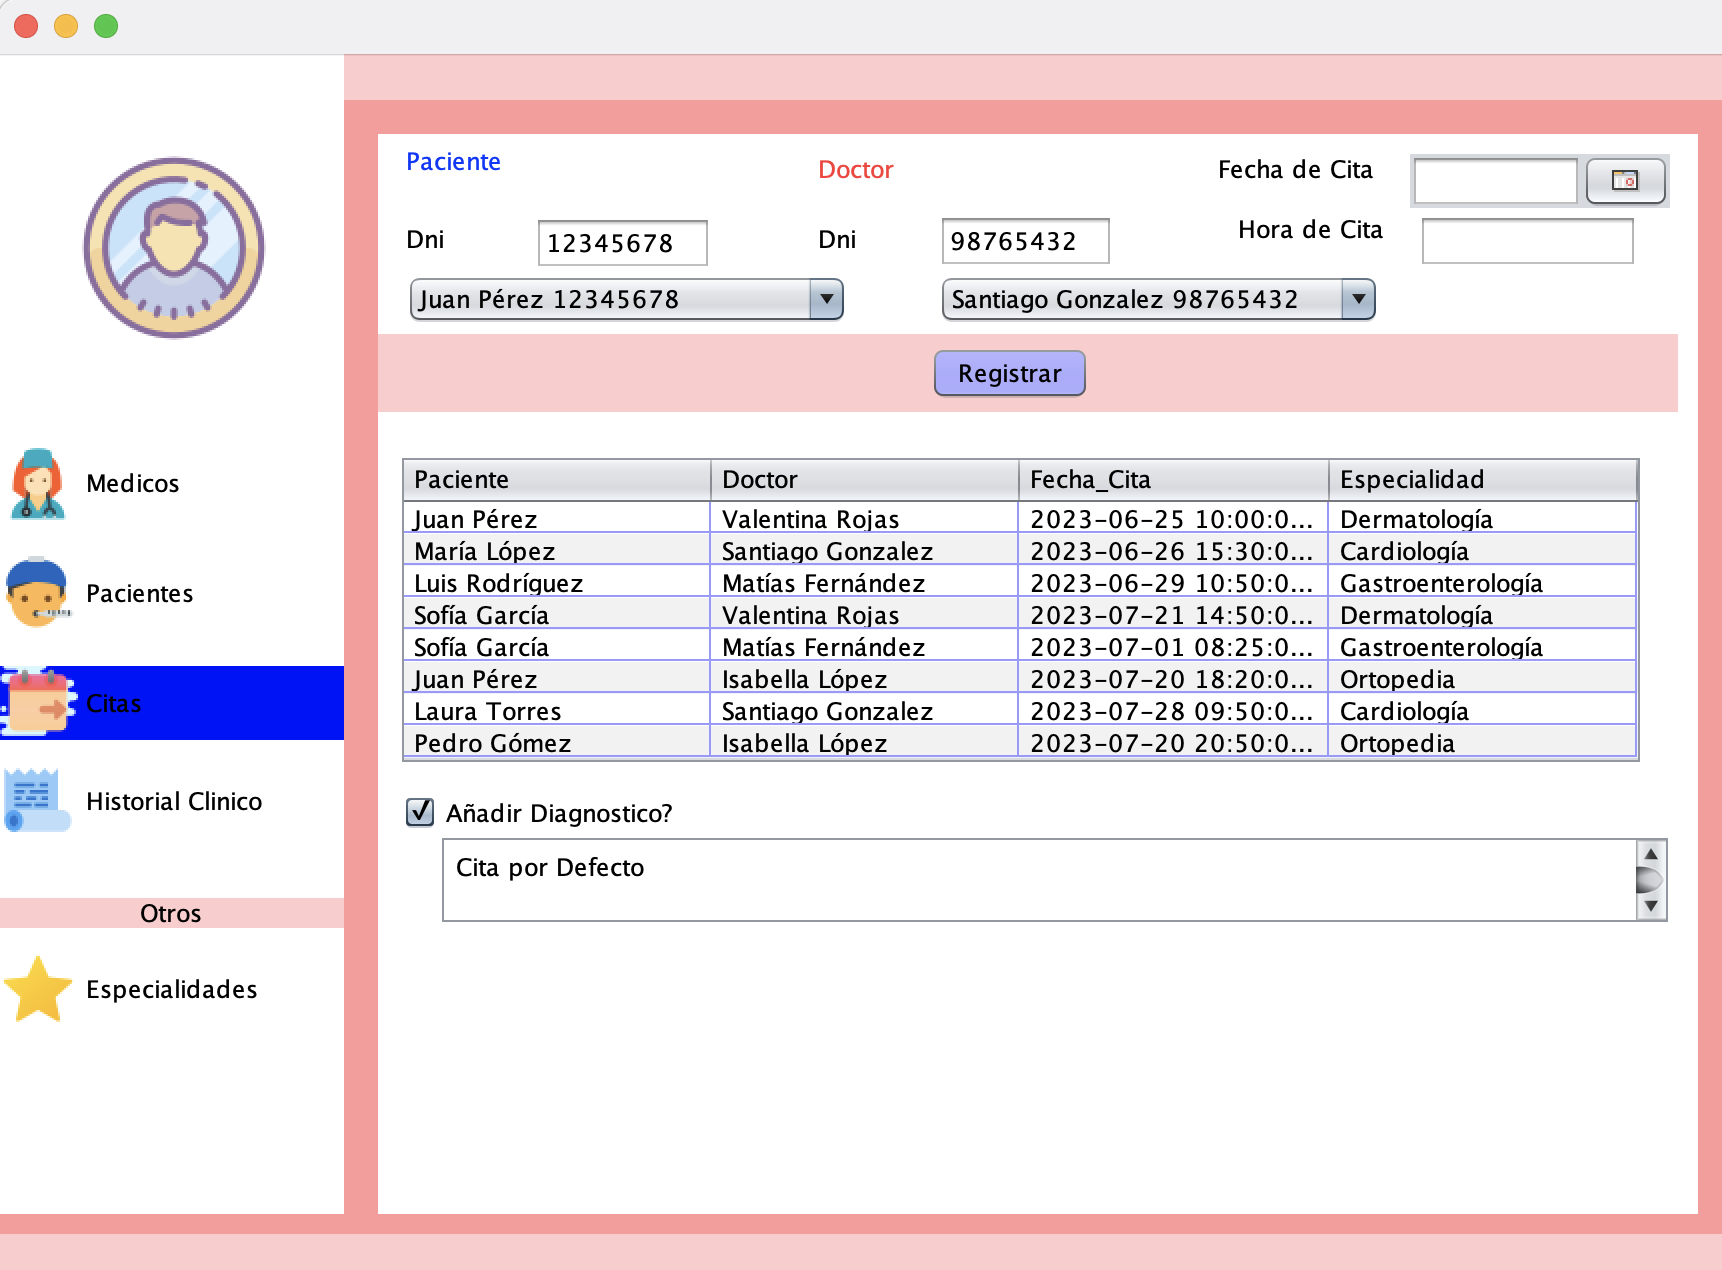 Medicos
Pacientes
Citas
Historial Clinico
Otros
Especialidades
Paciente Doctor Fecha de Cita
Dni 12345678 Dni 98765432 Hora de Cita
Juan Pérez 12345678 Santiago Gonzalez 98765432
Registrar
Paciente Doctor Fecha_Cita Especialidad
Juan Pérez Valentina Rojas 2023-06-25 10:00:0... Dermatología
María López Santiago Gonzalez 2023-06-26 15:30:0... Cardiología
Luis Rodríguez Matías Fernández 2023-06-29 10:50:0... Gastroenterología
Sofía García Valentina Rojas 2023-07-21 14:50:0... Dermatología
Sofía García Matías Fernández 2023-07-01 08:25:0... Gastroenterología
Juan Pérez Isabella López 2023-07-20 18:20:0... Ortopedia
Laura Torres Santiago Gonzalez 2023-07-28 09:50:0... Cardiología
Pedro Gómez Isabella López 2023-07-20 20:50:0... Ortopedia
Añadir Diagnostico?
Cita por Defecto